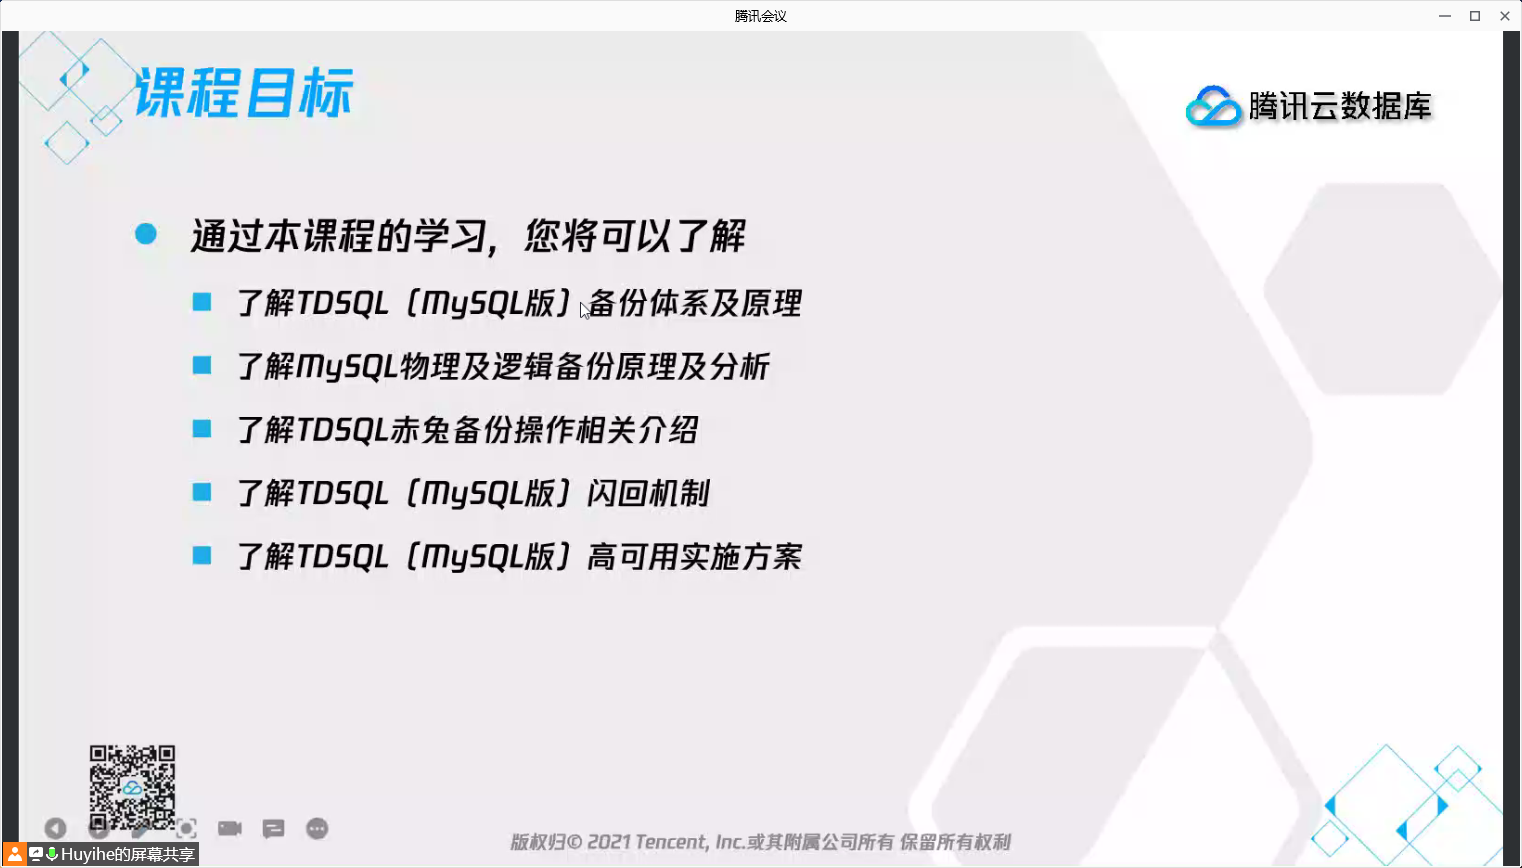 腾讯会议
课程目标
腾讯云数据库
通过本课程的学习，您将可以了解
了解TDSQL（MySQL版）备份体系及原理
了解MySQL物理及逻辑备份原理及分析
了解TDSQL赤兔备份操作相关介绍
了解TDSQL（MySQL版）闪回机制
了解TDSQL（MySQL版）高可用实施方案
版权归© 2021 Tencent, Inc.或其附属公司所有 保留所有权利
Huyihe的屏幕共享